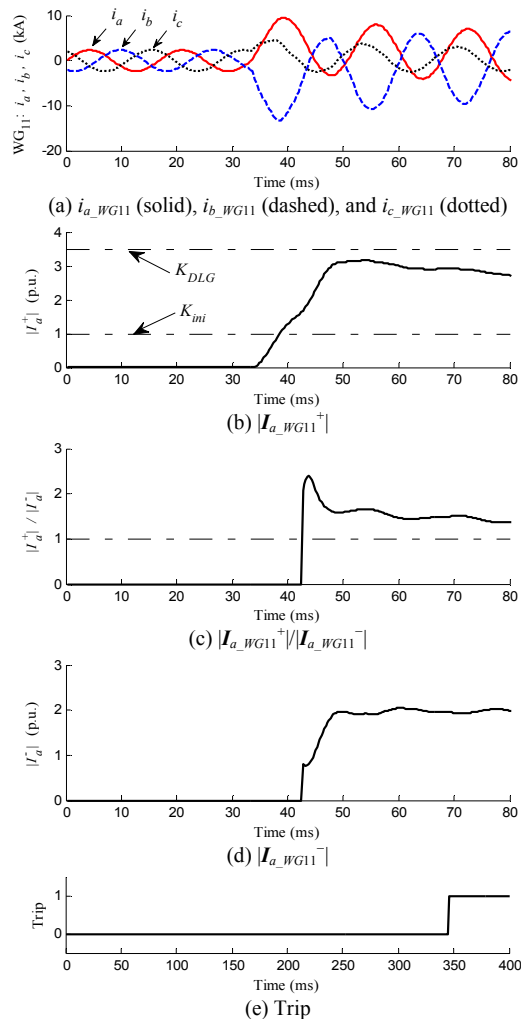 WG11: ia , ib , ic (kA)
10
0
-10
-20
ia
ib
ic
0 10 20 30 40 50 60 70 80
Time (ms)
(a) ia_WG11 (solid), ib_WG11 (dashed), and ic_WG11 (dotted)
|Ia+| (p.u.)
4
3
2
1
0
KDLG
Kini
0 10 20 30 40 50 60 70 80
Time (ms)
(b) |Ia_WG11+|
|Ia+| / |Ia-|
3
2
1
0
0 10 20 30 40 50 60 70 80
Time (ms)
(c) |Ia_WG11+|/|Ia_WG11−|
|Ia-| (p.u.)
3
2
1
0
0 10 20 30 40 50 60 70 80
Time (ms)
(d) |Ia_WG11−|
Trip
1
0
0 50 100 50 200 250 300 350 400
Time (ms)
(e) Trip